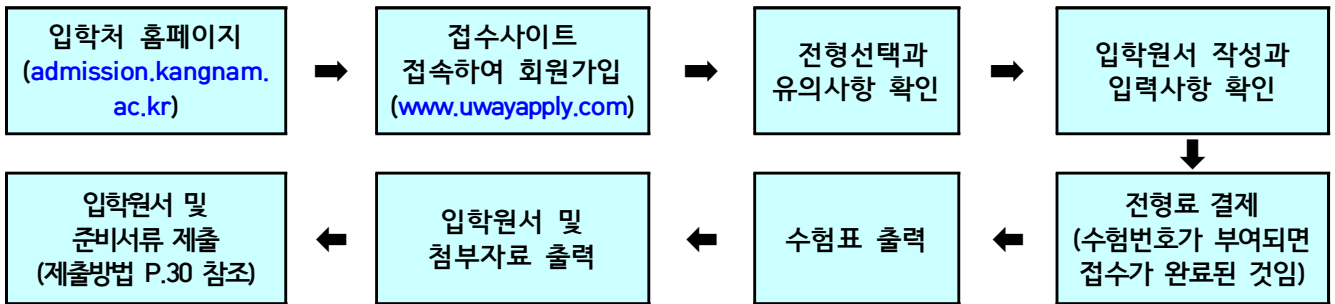 입학처 홈페이지
(admission.kangnam.
ac.kr)
접수사이트
접속하여 회원가입
(www.uwayapply.com)
전형선택과
유의사항 확인
입학원서 작성과
입력사항 확인
전형료 결제
(수험번호가 부여되면
접수가 완료된 것임)
수험표 출력
입학원서 및
첨부자료 출력
입학원서 및
준비서류 제출
(제출방법 P.30 참조)